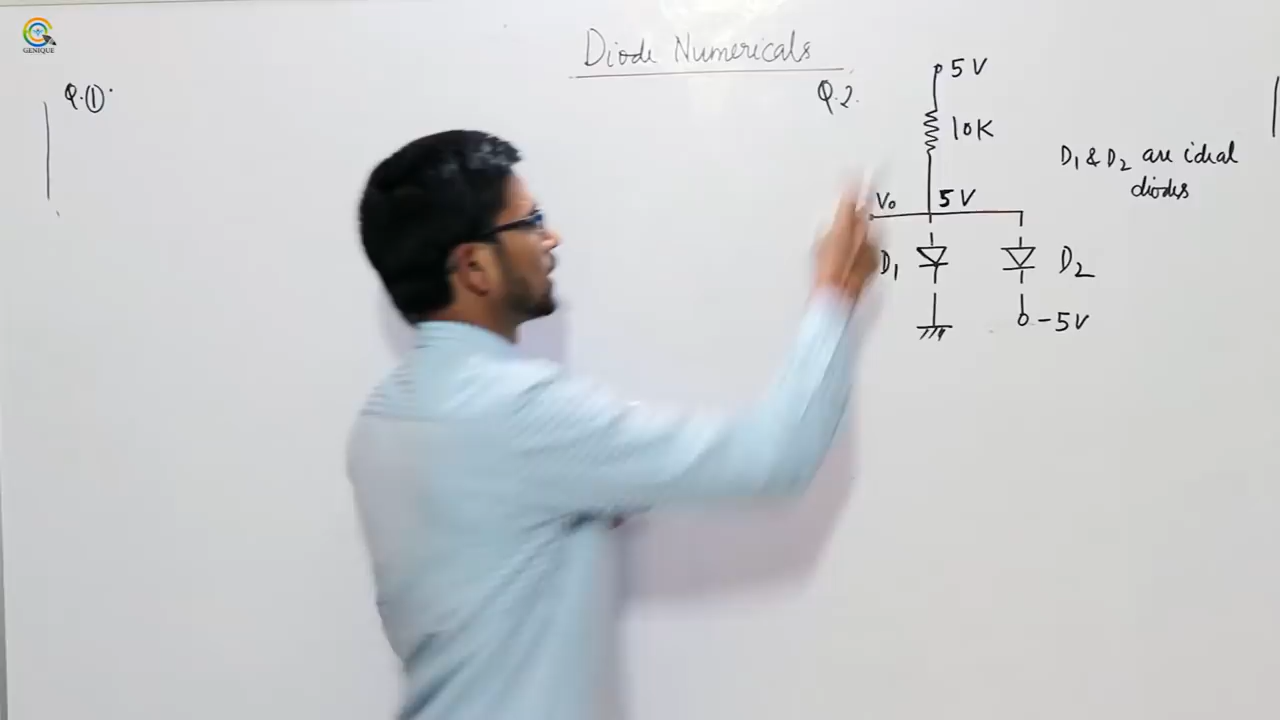 GENIQUE
Diode Numericals
Q.①
Q.2.
5V
10K
D₁ & D₂ are ideal
diodes
V₀
5V
D₁
D₂
-5V